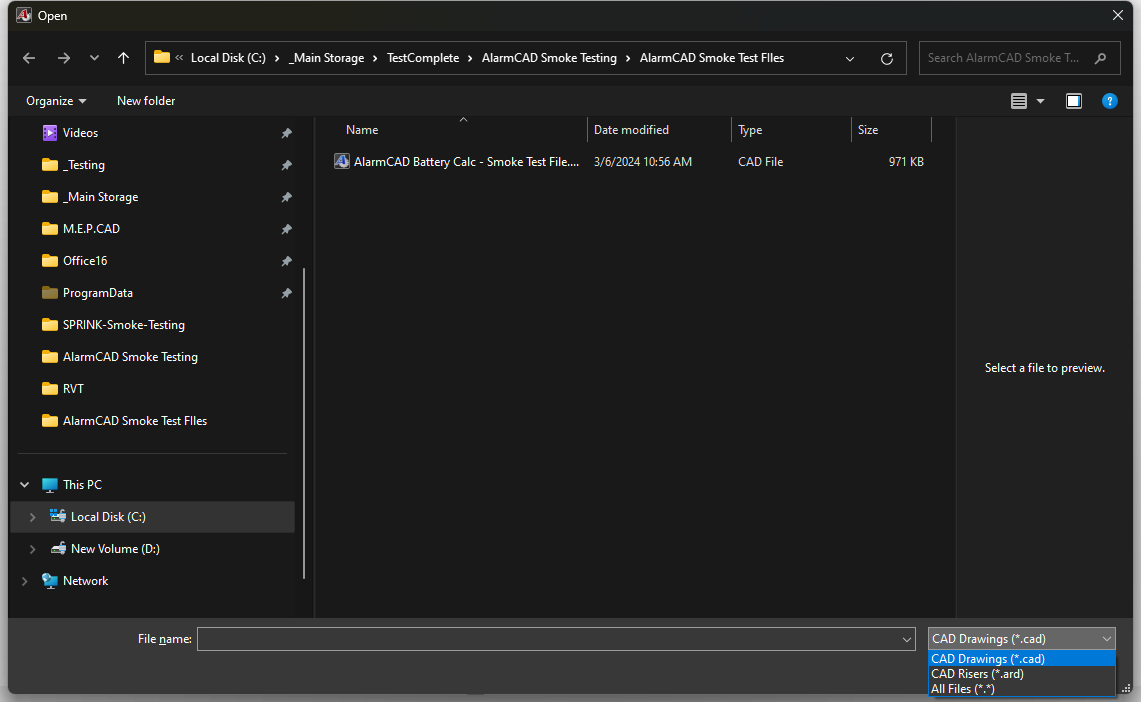 Open
« Local Disk (C:) > _Main Storage > TestComplete > AlarmCAD Smoke Testing > AlarmCAD Smoke Test FIles
Search AlarmCAD Smoke T...
Organize
New folder
?
Videos
_Testing
_Main Storage
M.E.P.CAD
Office16
ProgramData
SPRINK-Smoke-Testing
AlarmCAD Smoke Testing
RVT
AlarmCAD Smoke Test FIles
This PC
Local Disk (C:)
New Volume (D:)
Network
Name Date modified Type Size
AlarmCAD Battery Calc - Smoke Test File.... 3/6/2024 10:56 AM CAD File 971 KB
Select a file to preview.
File name:
CAD Drawings (*.cad)
CAD Drawings (*.cad)
CAD Risers (*.ard)
All Files (*.*)